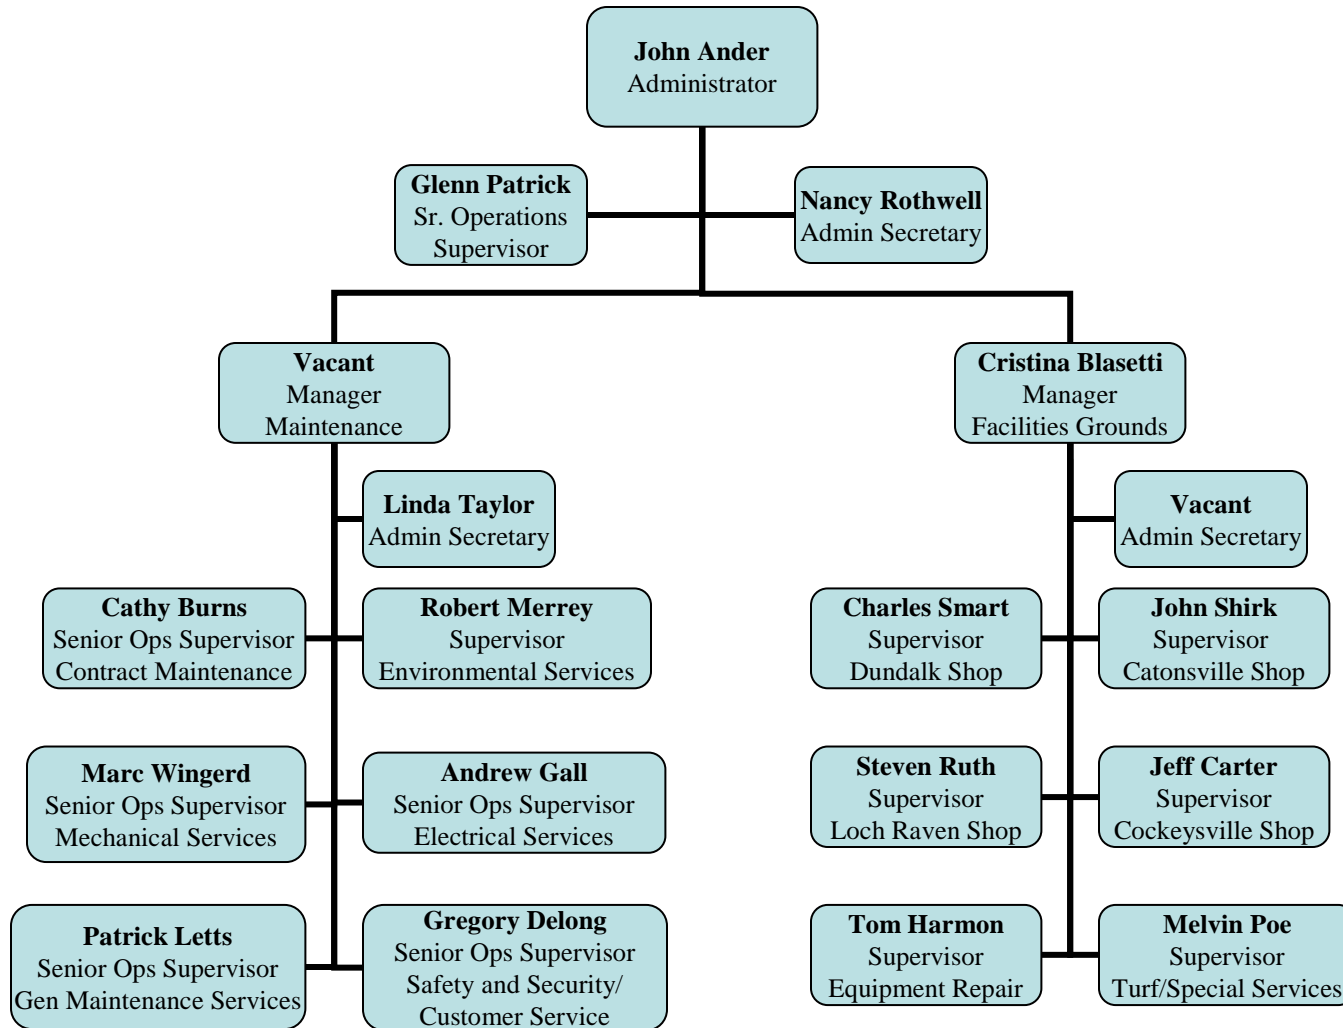 John Ander
Administrator
Glenn Patrick
Sr. Operations
Supervisor
Nancy Rothwell
Admin Secretary
Vacant
Manager
Maintenance
Cristina Blasetti
Manager
Facilities Grounds
Linda Taylor
Admin Secretary
Vacant
Admin Secretary
Cathy Burns
Senior Ops Supervisor
Contract Maintenance
Robert Merrey
Supervisor
Environmental Services
Charles Smart
Supervisor
Dundalk Shop
John Shirk
Supervisor
Catonsville Shop
Marc Wingerd
Senior Ops Supervisor
Mechanical Services
Andrew Gall
Senior Ops Supervisor
Electrical Services
Steven Ruth
Supervisor
Loch Raven Shop
Jeff Carter
Supervisor
Cockeysville Shop
Patrick Letts
Senior Ops Supervisor
Gen Maintenance Services
Gregory Delong
Senior Ops Supervisor
Safety and Security/
Customer Service
Tom Harmon
Supervisor
Equipment Repair
Melvin Poe
Supervisor
Turf/Special Services